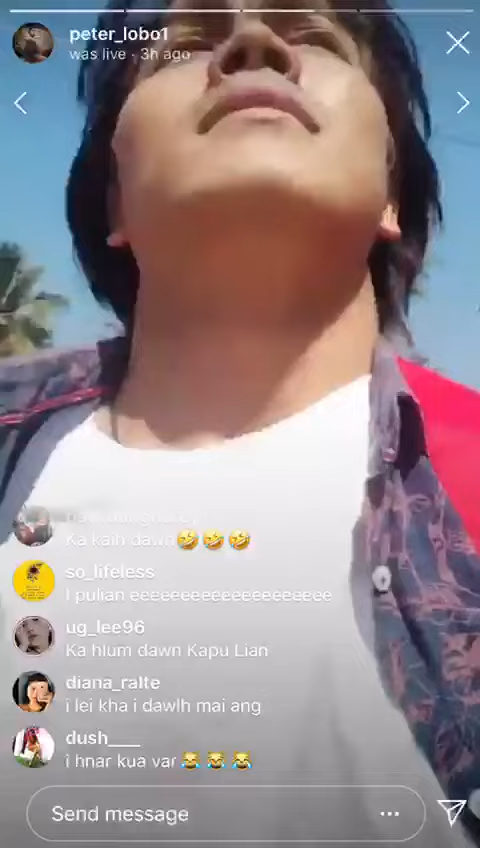 peter_lobo1
was live · 3h ago
Ka kaih dawn🤣🤣🤣
so_lifeless
I pulian eeeeeeeeeeeeeeeeeeee
ug_lee96
Ka hlum dawn Kapu Lian
diana_ralte
i lei kha i dawlh mai ang
dush___
i hnar kua var😹😹😹
Send message